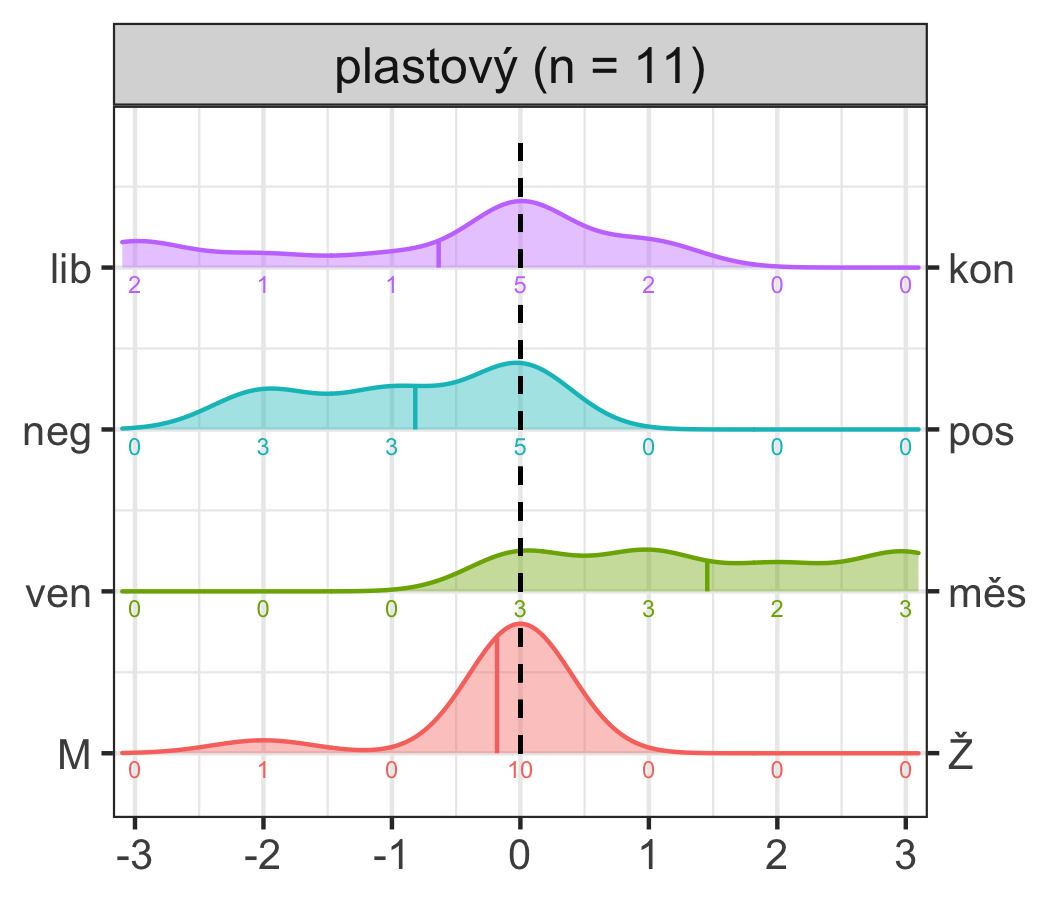 plastový (n = 11)
lib kon
2 1 1 5 2 0 0
neg pos
0 3 3 5 0 0 0
ven měs
0 0 0 3 3 2 3
M Ž
0 1 0 10 0 0 0
-3 -2 -1 0 1 2 3